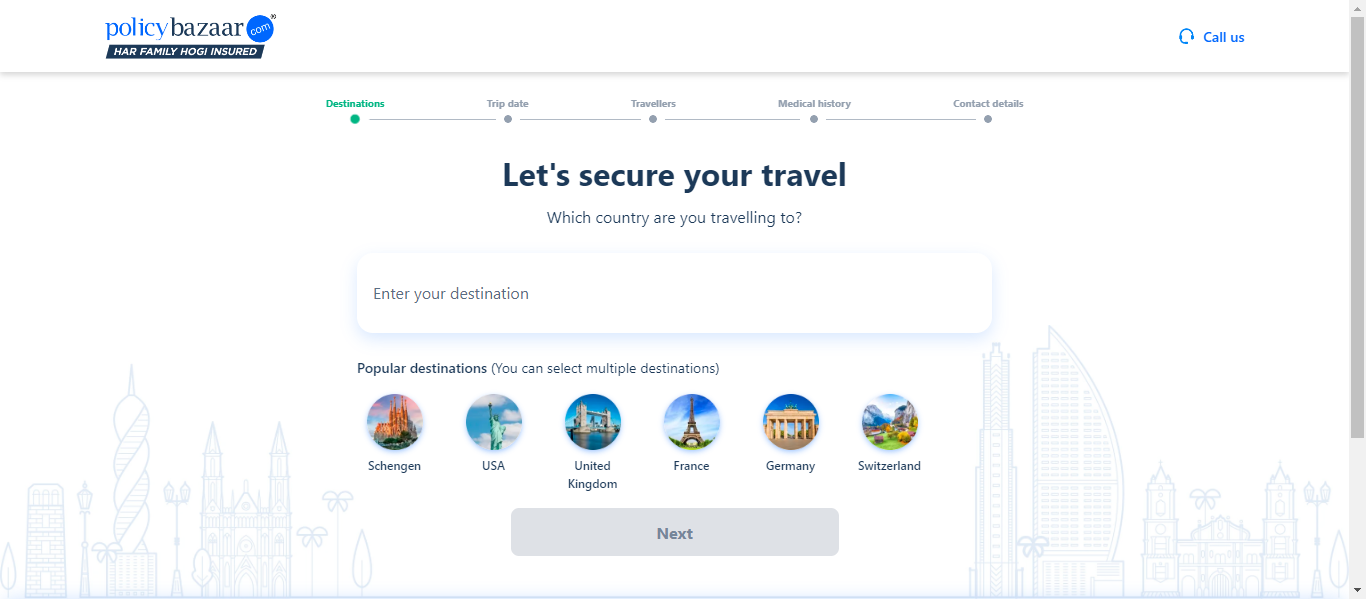 policybazaar.com®
HAR FAMILY HOGI INSURED
Call us
Destinations
Trip date
Travellers
Medical history
Contact details
Let's secure your travel
Which country are you travelling to?
Enter your destination
Popular destinations (You can select multiple destinations)
Schengen
USA
United
Kingdom
France
Germany
Switzerland
Next